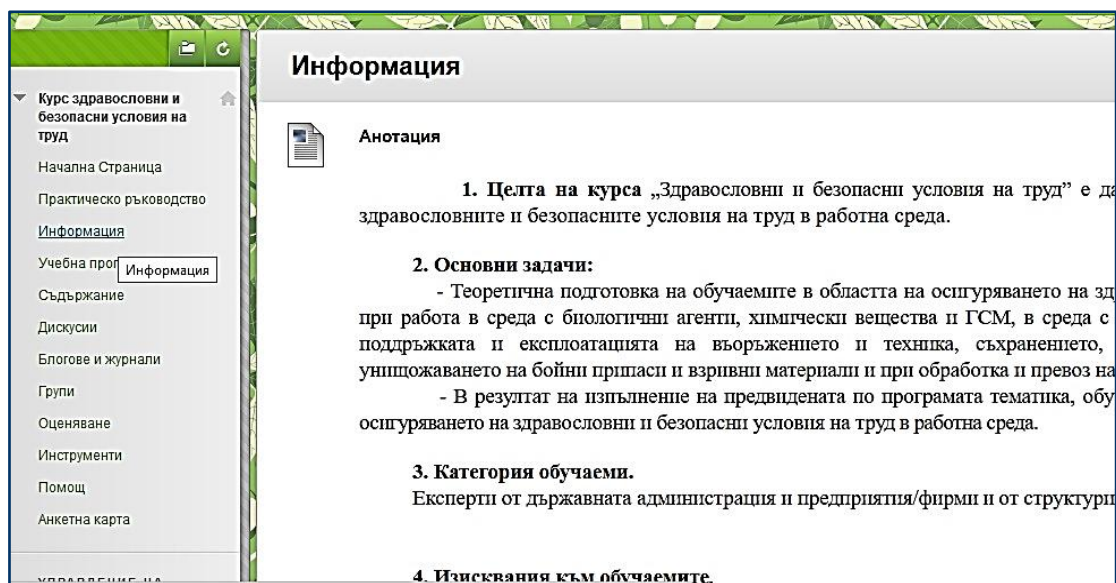 Курс здравословни и
безопасни условия на
труд
Начална Страница
Практическо ръководство
Информация
Учебна прог
Информация
Съдържание
Дискусии
Блогове и журнали
Групи
Оценяване
Инструменти
Помощ
Анкетна карта
УПРАВЛЕНИЕ НА
Информация
Анотация
1. Целта на курса „Здравословни и безопасни условия на труд” е да
здравословните и безопасните условия на труд в работна среда.
2. Основни задачи:
- Теоретична подготовка на обучаемите в областта на осигуряването на зд
при работа в среда с биологични агенти, химически вещества и ГСМ, в среда с
поддръжката и експлоатацията на въоръжението и техника, съхранението,
унищожаването на бойни припаси и взривни материали и при обработка и превоз на
- В резултат на изпълнение на предвидената по програмата тематика, обу
осигуряването на здравословни и безопасни условия на труд в работна среда.
3. Категория обучаеми.
Експерти от държавната администрация и предприятия/фирми и от структури
4. Изисквания към обучаемите.